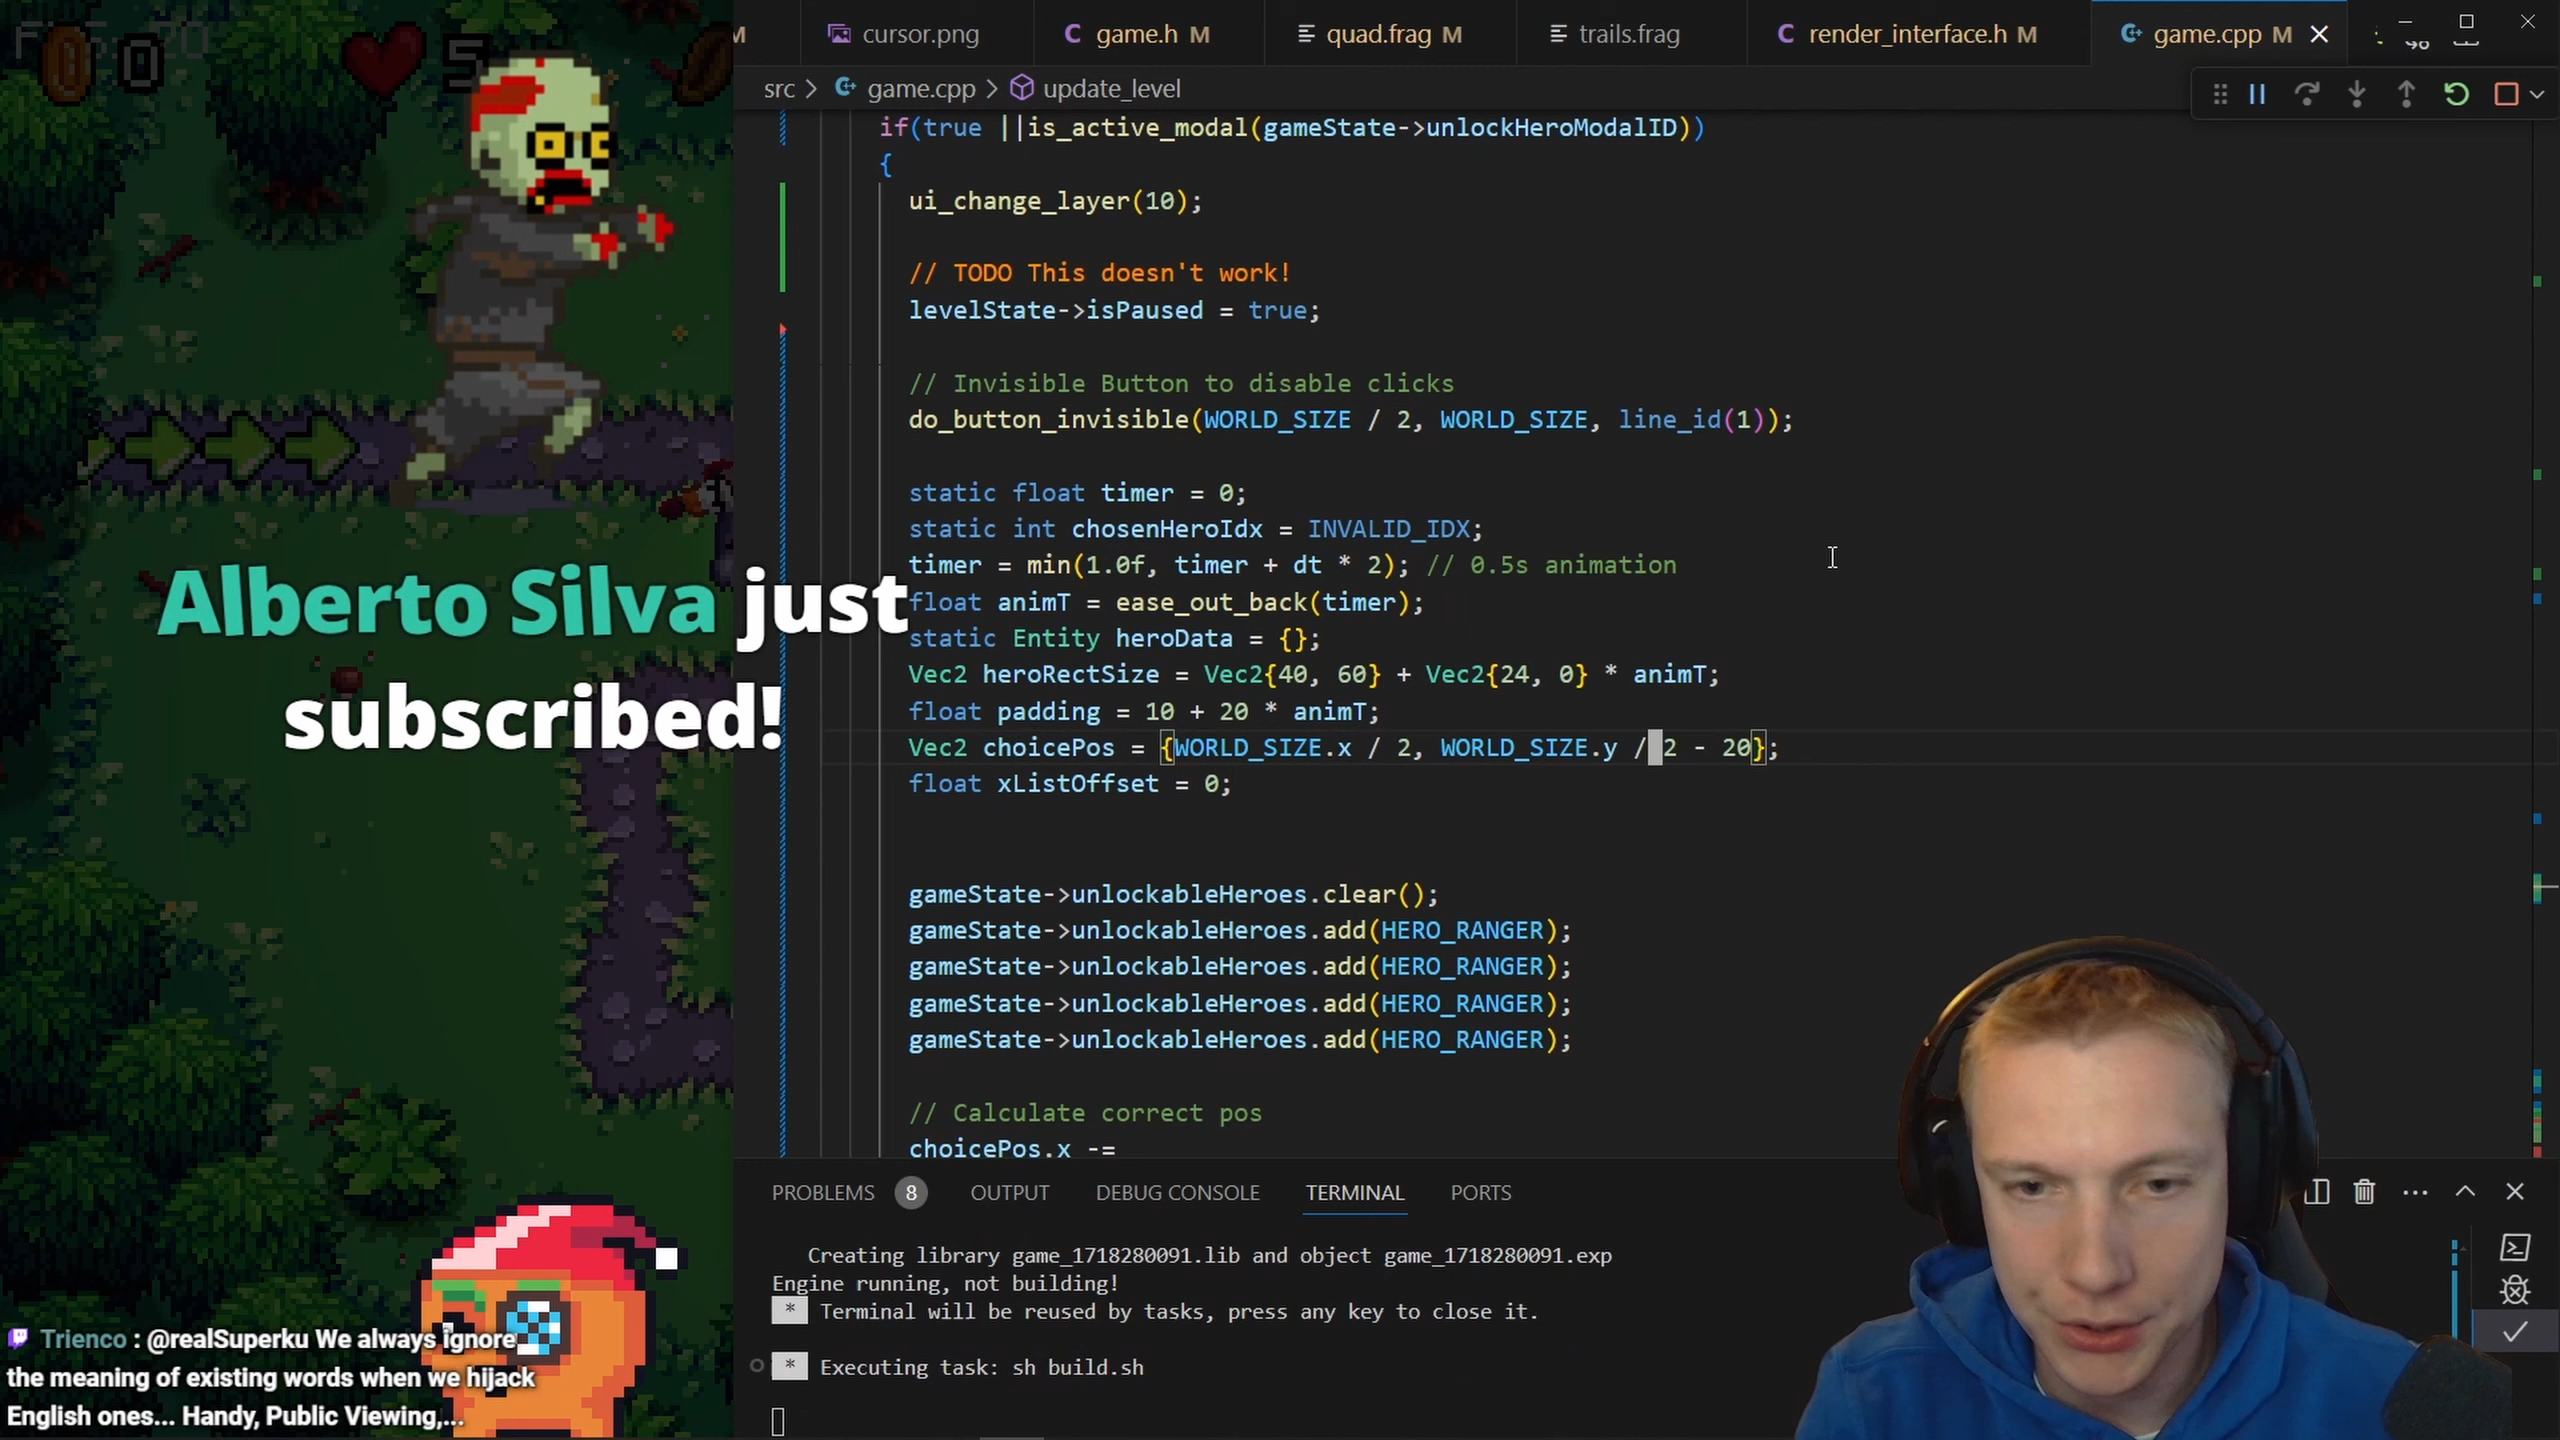 0
5
Alberto Silva just
subscribed!
Trienco : @realSuperku We always ignore
the meaning of existing words when we hijack
English ones... Handy, Public Viewing,...
M
cursor.png
game.h M
quad.frag M
trails.frag
render_interface.h M
game.cpp M
src > game.cpp > update_level
if(true ||is_active_modal(gameState->unlockHeroModalID))
{
ui_change_layer(10);
// TODO This doesn't work!
levelState->isPaused = true;
// Invisible Button to disable clicks
do_button_invisible(WORLD_SIZE / 2, WORLD_SIZE, line_id(1));
static float timer = 0;
static int chosenHeroIdx = INVALID_IDX;
timer = min(1.0f, timer + dt * 2); // 0.5s animation
float animT = ease_out_back(timer);
static Entity heroData = {};
Vec2 heroRectSize = Vec2{40, 60} + Vec2{24, 0} * animT;
float padding = 10 + 20 * animT;
Vec2 choicePos = {WORLD_SIZE.x / 2, WORLD_SIZE.y / 2 - 20};
float xListOffset = 0;
gameState->unlockableHeroes.clear();
gameState->unlockableHeroes.add(HERO_RANGER);
gameState->unlockableHeroes.add(HERO_RANGER);
gameState->unlockableHeroes.add(HERO_RANGER);
gameState->unlockableHeroes.add(HERO_RANGER);
// Calculate correct pos
choicePos.x -=
PROBLEMS 8 OUTPUT DEBUG CONSOLE TERMINAL PORTS
Creating library game_1718280091.lib and object game_1718280091.exp
Engine running, not building!
* Terminal will be reused by tasks, press any key to close it.
* Executing task: sh build.sh